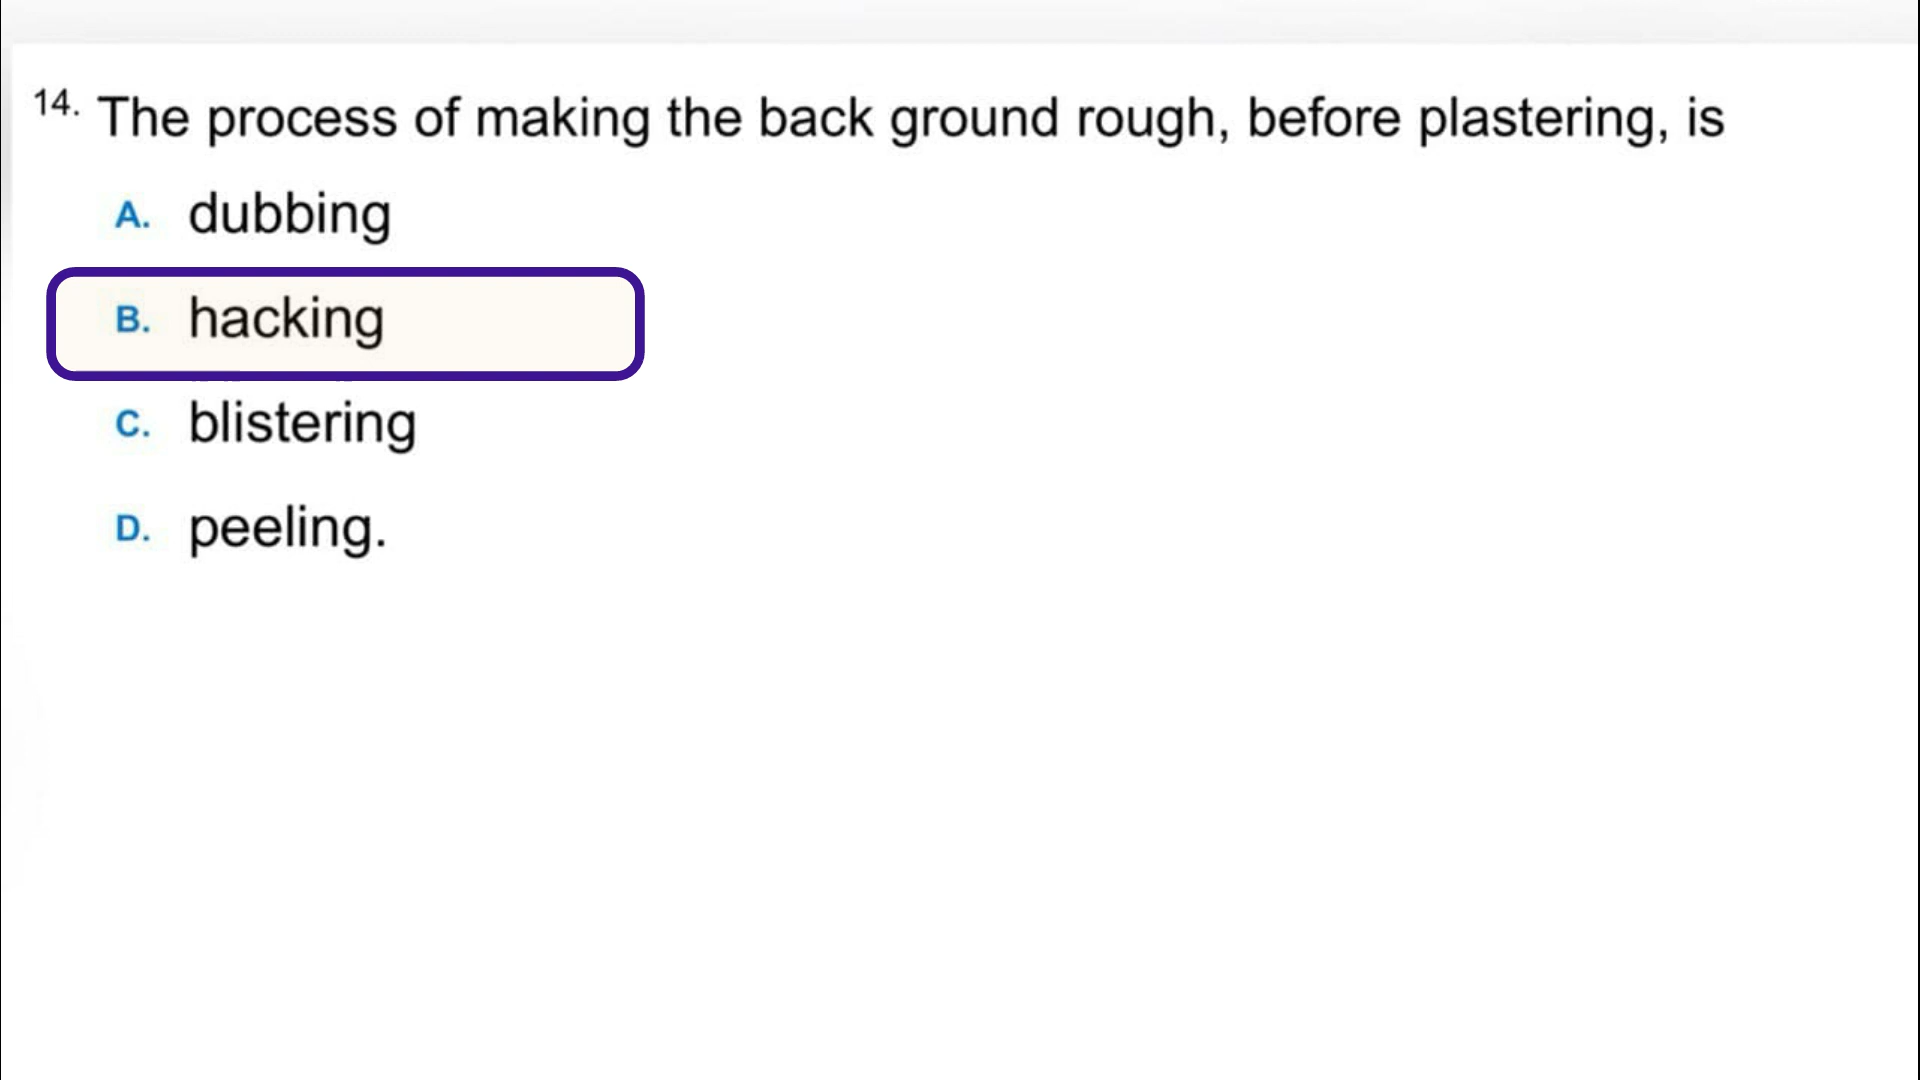 14. The process of making the back ground rough, before plastering, is
A. dubbing
B. hacking
C. blistering
D. peeling.